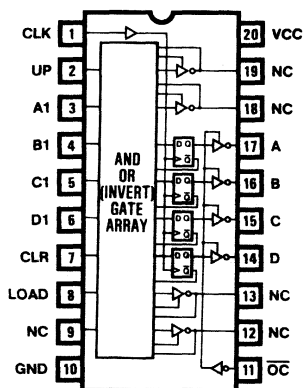 CLK 1 20 VCC
UP 2 19 NC
A1 3 18 NC
B1 4 D Q Q 17 A
C1 5 D Q Q 16 B
D1 6 D Q Q 15 C
CLR 7 D Q Q 14 D
LOAD 8 13 NC
NC 9 12 NC
GND 10 11 OC
AND
OR
(INVERT)
GATE
ARRAY